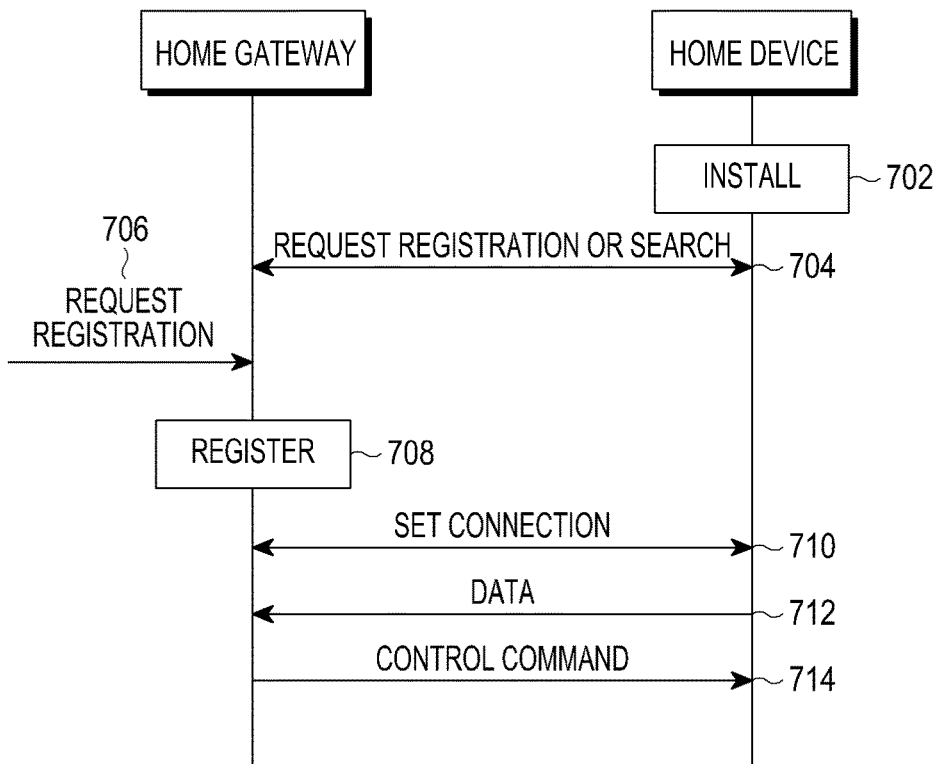 HOME GATEWAY
HOME DEVICE
INSTALL
702
REQUEST REGISTRATION OR SEARCH
704
706
REQUEST
REGISTRATION
REGISTER
708
SET CONNECTION
710
DATA
712
CONTROL COMMAND
714